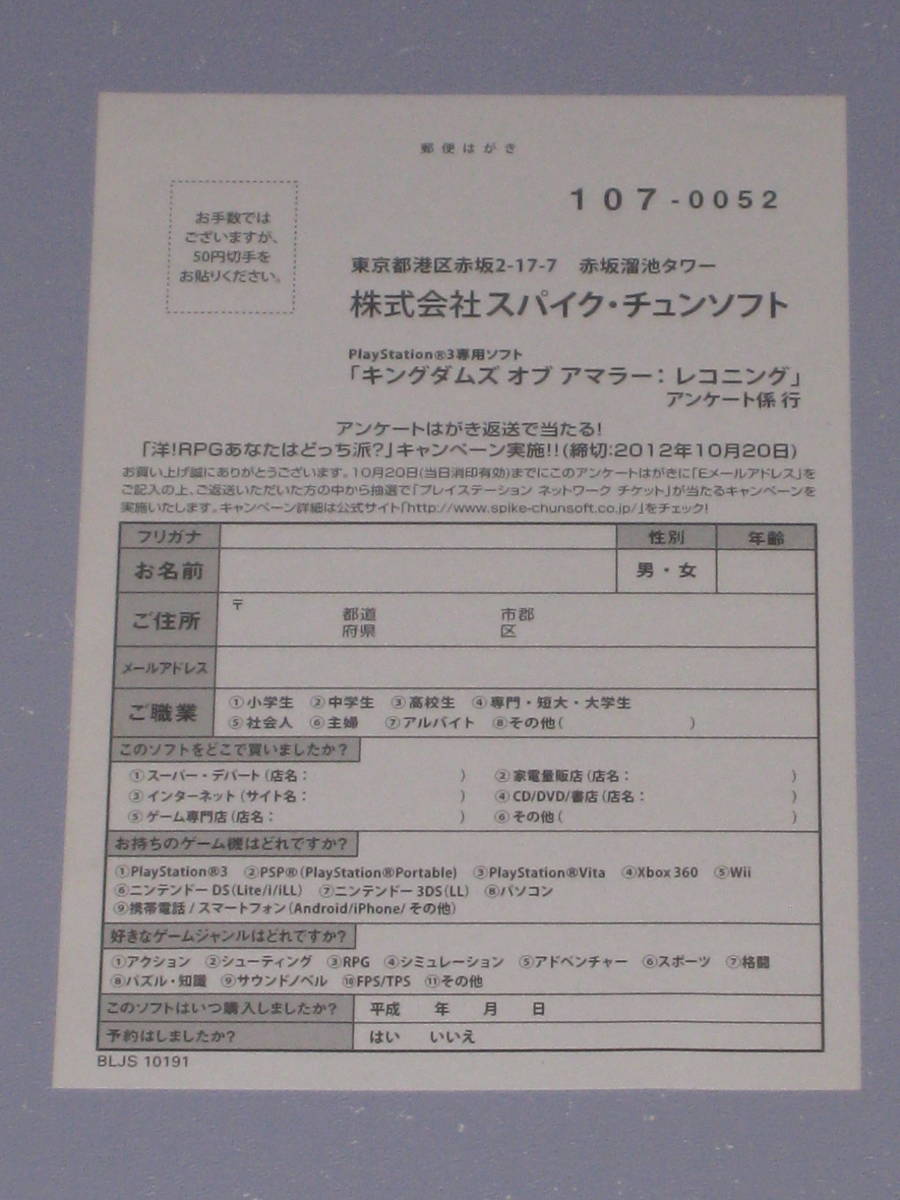 郵便はがき
お手数では
ございますが、
50円切手を
お貼りください。
107-0052
東京都港区赤坂2-17-7　赤坂溜池タワー
株式会社スパイク・チュンソフト
PlayStation®3専用ソフト
「キングダムズ オブ アマラー：レコニング」
アンケート係 行
アンケートはがき返送で当たる!
「洋!RPGあなたはどっち派?」キャンペーン実施!!(締切:2012年10月20日)
お買い上げ誠にありがとうございます。10月20日(当日消印有効)までにこのアンケートはがきに「Eメールアドレス」を
ご記入の上、ご返送いただいた方の中から抽選で「プレイステーション ネットワーク チケット」が当たるキャンペーンを
実施いたします。キャンペーン詳細は公式サイト「http://www.spike-chunsoft.co.jp/」をチェック!
フリガナ 性別 年齢
お名前 男・女
ご住所 〒 都道府県 市郡区
メールアドレス
ご職業 ①小学生 ②中学生 ③高校生 ④専門・短大・大学生
⑤社会人 ⑥主婦 ⑦アルバイト ⑧その他( )
このソフトをどこで買いましたか?
①スーパー・デパート(店名： ) ②家電量販店(店名： )
③インターネット(サイト名： ) ④CD/DVD/書店(店名： )
⑤ゲーム専門店(店名： ) ⑥その他( )
お持ちのゲーム機はどれですか?
①PlayStation®3 ②PSP®(PlayStation®Portable) ③PlayStation®Vita ④Xbox 360 ⑤Wii
⑥ニンテンドー DS(Lite/i/iLL) ⑦ニンテンドー 3DS(LL) ⑧パソコン
⑨携帯電話 / スマートフォン(Android/iPhone/ その他)
好きなゲームジャンルはどれですか?
①アクション ②シューティング ③RPG ④シミュレーション ⑤アドベンチャー ⑥スポーツ ⑦格闘
⑧パズル・知識 ⑨サウンドノベル ⑩FPS/TPS ⑪その他
このソフトはいつ購入しましたか? 平成 年 月 日
予約はしましたか? はい いいえ
BLJS 10191